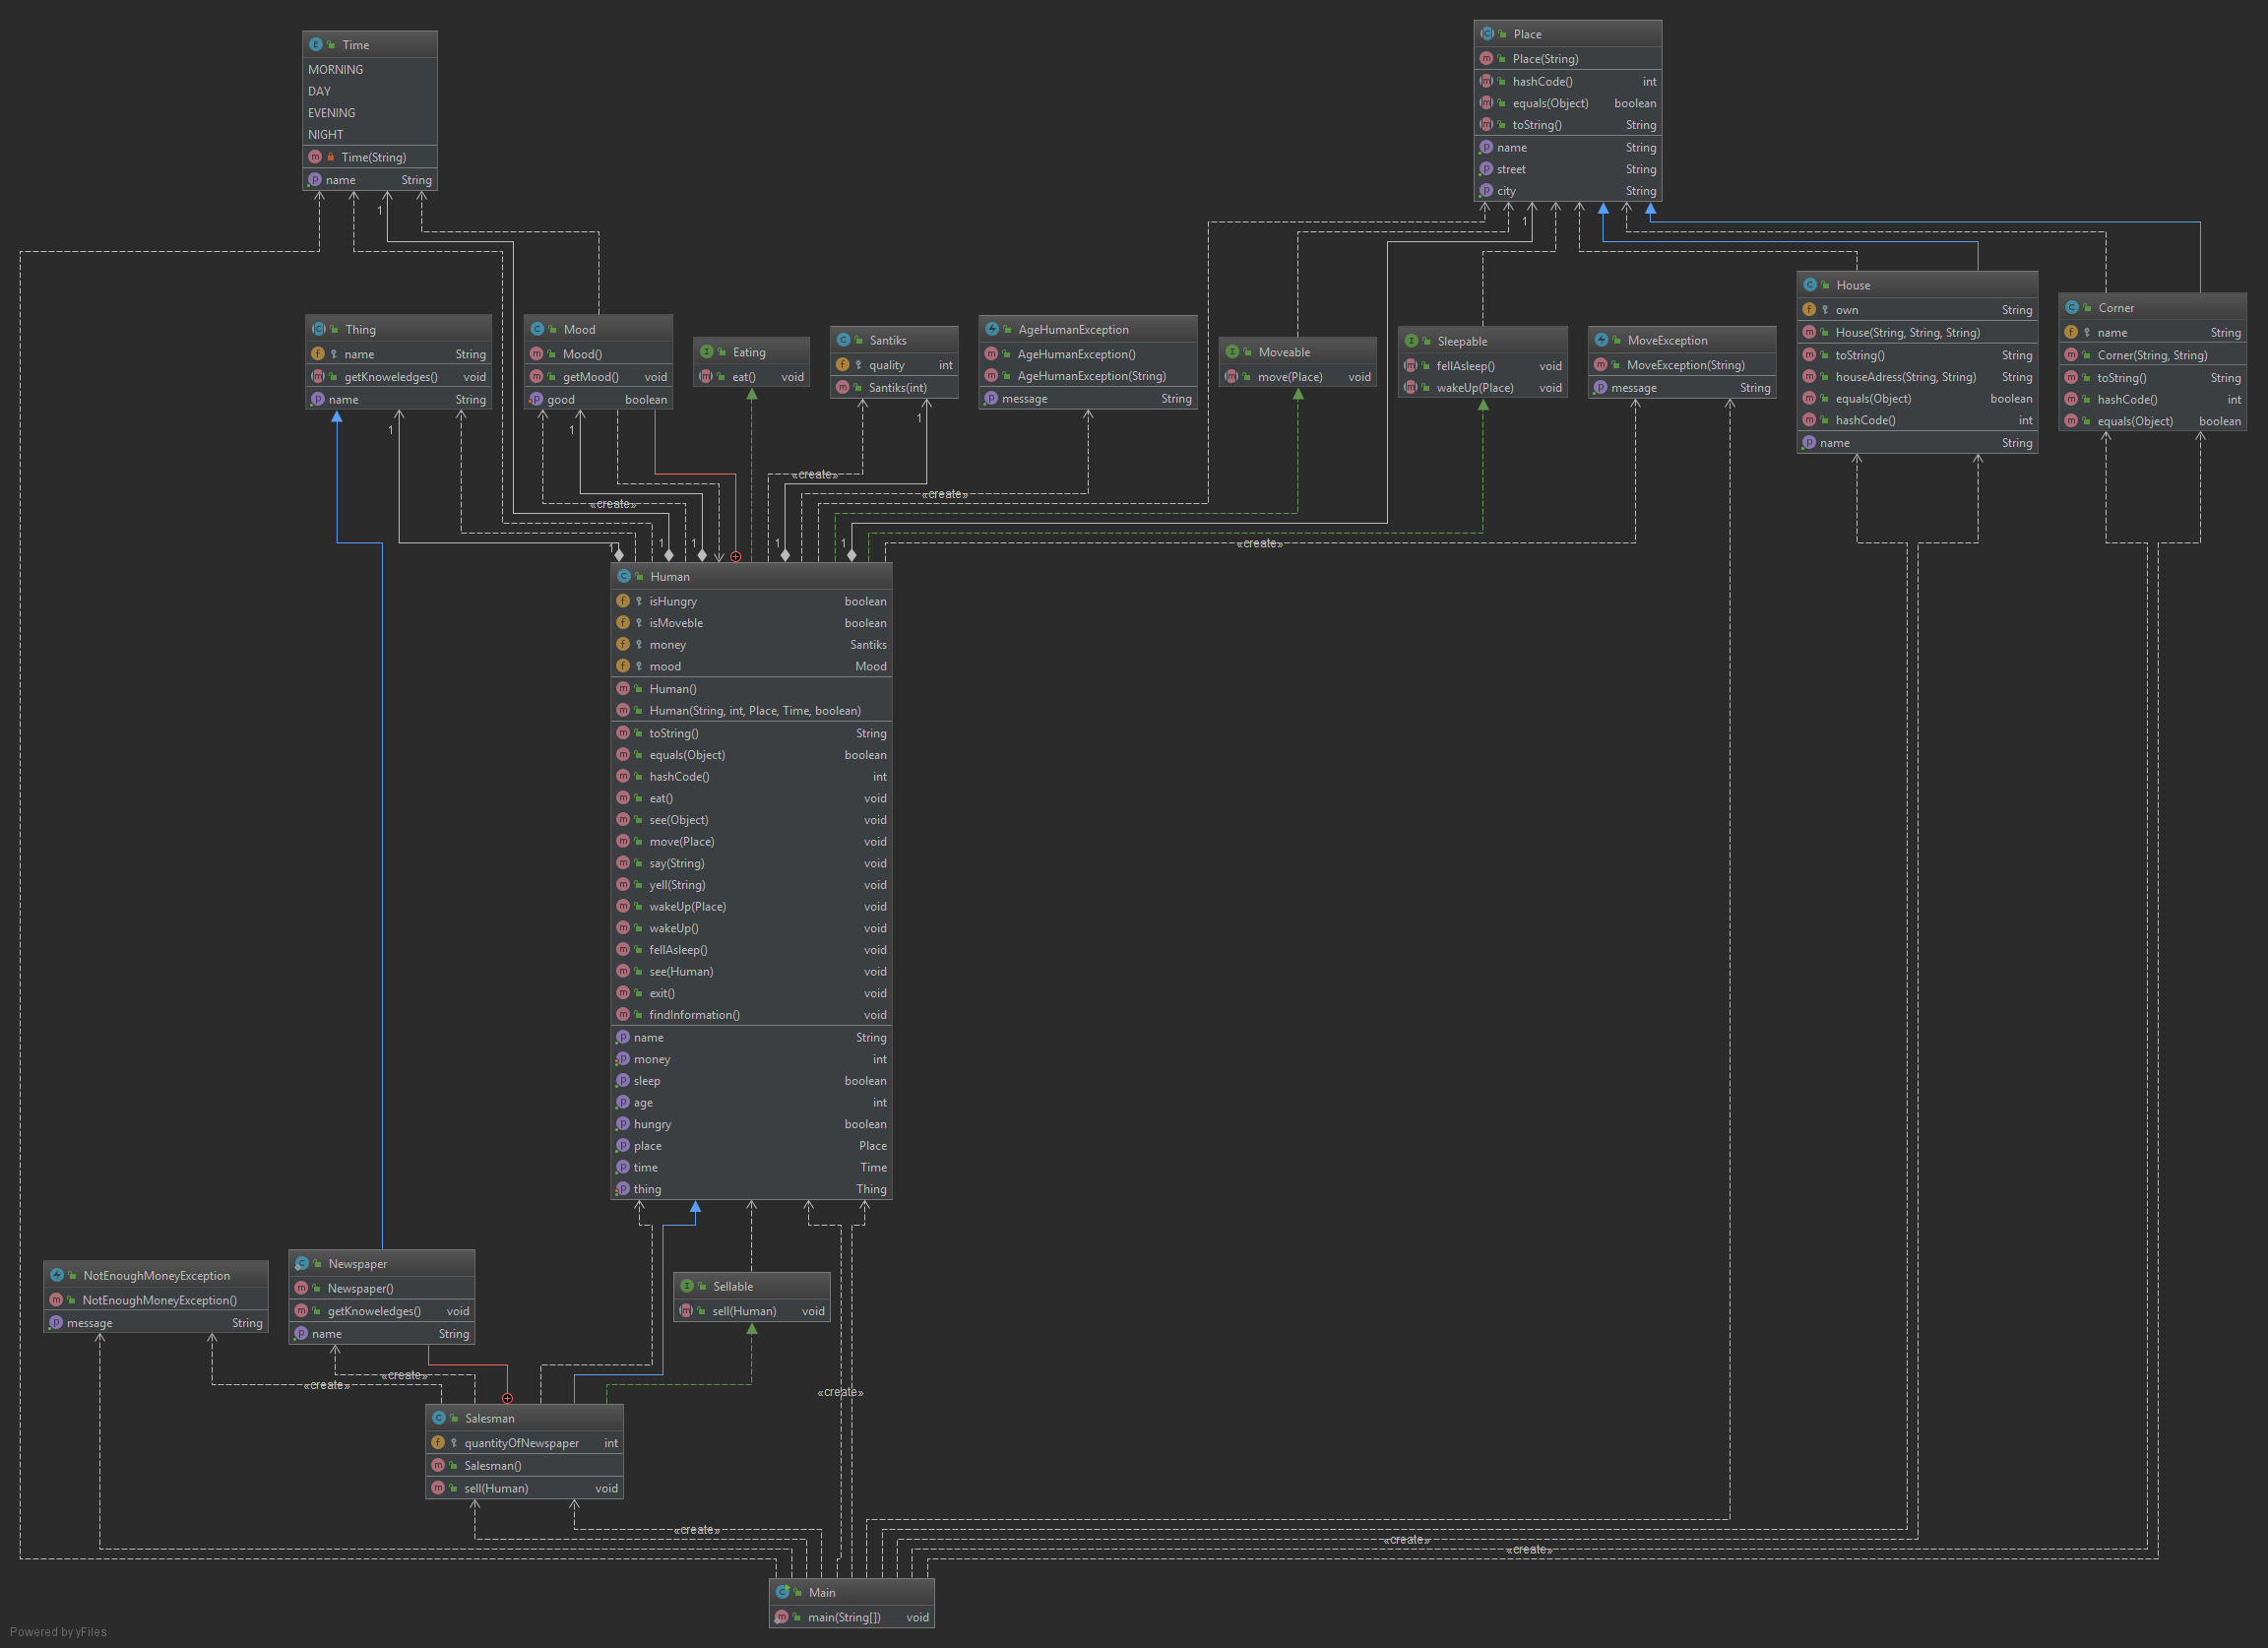 Time
MORNING
DAY
EVENING
NIGHT
Time(String)
name String
Place
Place(String)
hashCode() int
equals(Object) boolean
toString() String
name String
street String
city String
1
1
Thing
name String
getKnoweledges() void
name String
Mood
Mood()
getMood() void
good boolean
Eating
eat() void
Santiks
quality int
Santiks(int)
AgeHumanException
AgeHumanException()
AgeHumanException(String)
message String
Moveable
move(Place) void
Sleepable
fellAsleep() void
wakeUp(Place) void
MoveException
MoveException(String)
message String
House
own String
House(String, String, String)
toString() String
houseAdress(String, String) String
equals(Object) boolean
hashCode() int
name String
Corner
name String
Corner(String, String)
toString() String
hashCode() int
equals(Object) boolean
1
1
1
«create»
«create»
«create»
1
1
1
1
1
«create»
Human
isHungry boolean
isMoveble boolean
money Santiks
mood Mood
Human()
Human(String, int, Place, Time, boolean)
toString() String
equals(Object) boolean
hashCode() int
eat() void
see(Object) void
move(Place) void
say(String) void
yell(String) void
wakeUp(Place) void
wakeUp() void
fellAsleep() void
see(Human) void
exit() void
findInformation() void
name String
money int
sleep boolean
age int
hungry boolean
place Place
time Time
thing Thing
NotEnoughMoneyException
NotEnoughMoneyException()
message String
Newspaper
Newspaper()
getKnoweledges() void
name String
Sellable
sell(Human) void
«create»
«create»
«create»
Salesman
quantityOfNewspaper int
Salesman()
sell(Human) void
«create»
«create»
«create»
Main
main(String[]) void
Powered by yFiles